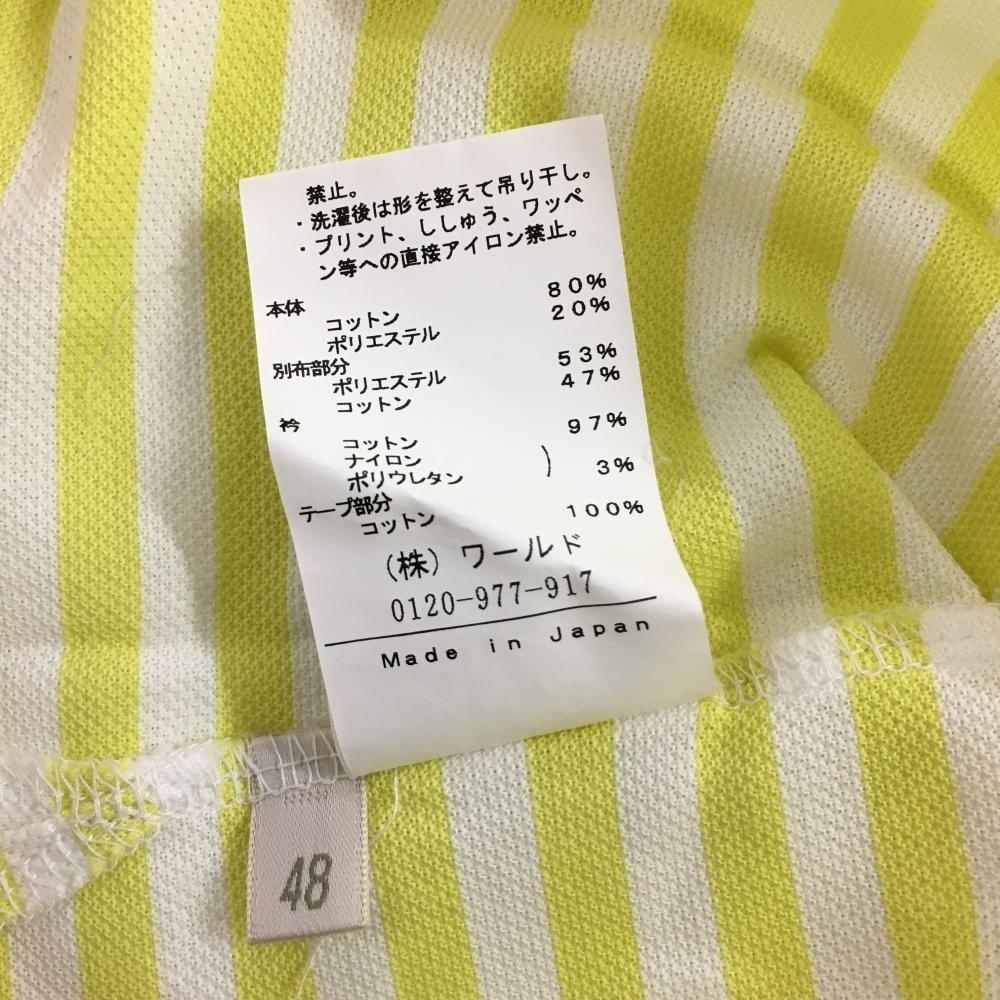 禁止。
・洗濯後は形を整えて吊り干し。
・プリント、ししゅう、ワッペ
ン等への直接アイロン禁止。
本体
コットン 80%
ポリエステル 20%
別布部分
ポリエステル 53%
コットン 47%
衿
コットン 97%
ナイロン
ポリウレタン ) 3%
テープ部分
コットン 100%
(株) ワールド
0120-977-917
Made in Japan
48